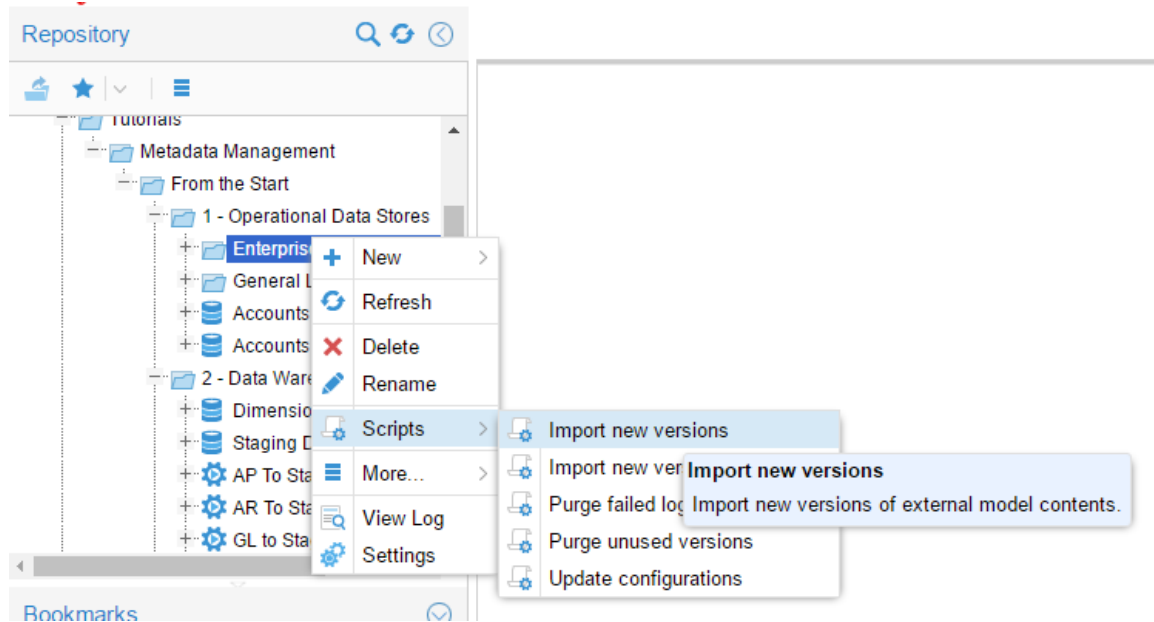 Repository
Tutorials
Metadata Management
From the Start
1 - Operational Data Stores
Enterpris
General L
Accounts
Accounts
2 - Data Ware
Dimensio
Staging D
AP To Sta
AR To Sta
GL to Sta
Bookmarks
New
Refresh
Delete
Rename
Scripts
More...
View Log
Settings
Import new versions
Import new ver
Purge failed log
Purge unused versions
Update configurations
Import new versions
Import new versions of external model contents.